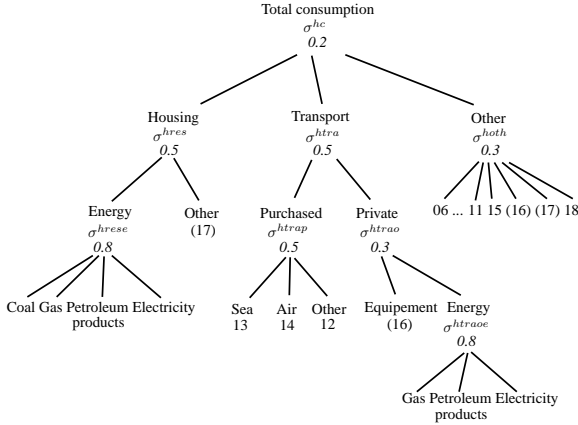 Total consumption
σ^hc
0.2
Housing
σ^hres
0.5
Transport
σ^htra
0.5
Other
σ^hoth
0.3
Energy
σ^hrese
0.8
Other
(17)
Purchased
σ^htrap
0.5
Private
σ^htrao
0.3
06 ... 11 15 (16) (17) 18
Coal Gas Petroleum Electricity
products
Sea
13
Air
14
Other
12
Equipement
(16)
Energy
σ^htraoe
0.8
Gas Petroleum Electricity
products